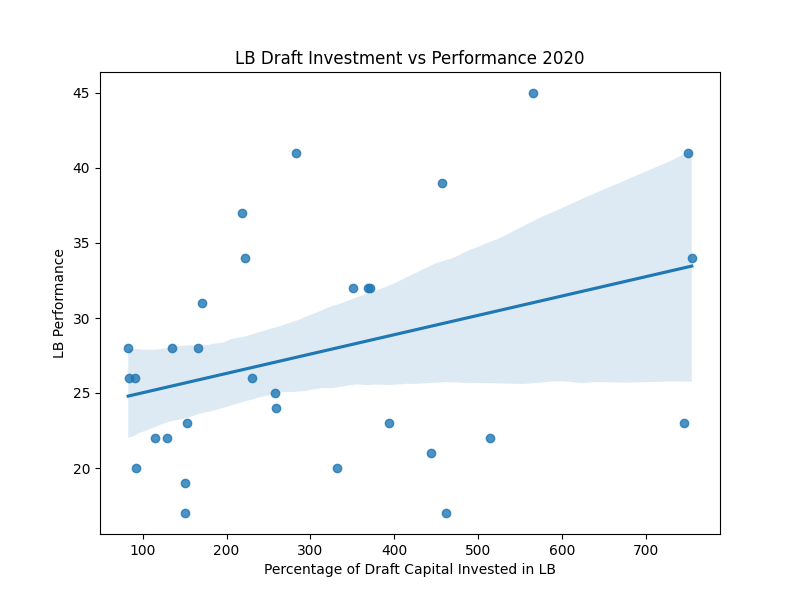 LB Draft Investment vs Performance 2020
45
40
35
30
25
20
LB Performance
100 200 300 400 500 600 700
Percentage of Draft Capital Invested in LB